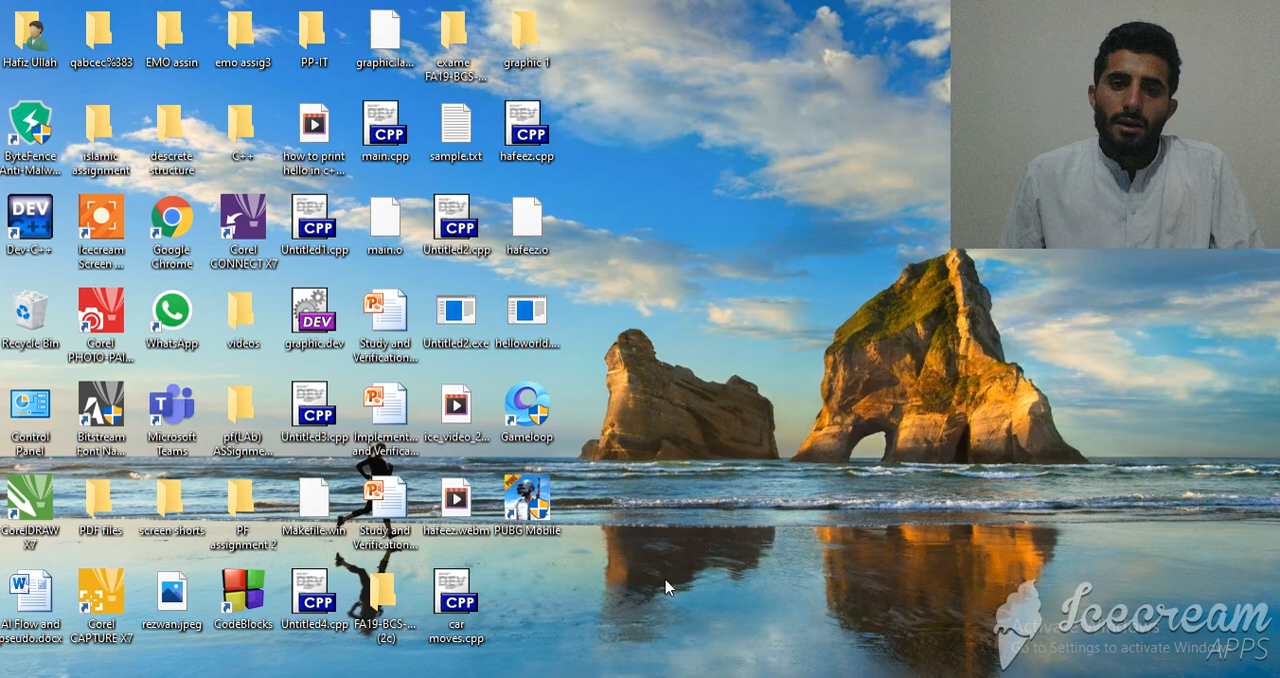 Hafiz Ullah
qabcec%383
EMO assin
emo assig3
PP-IT
graphic.la...
exame
FA19-BCS-...
graphic 1
ByteFence
Anti-Malw...
islamic
assignment
descrete
structure
C++
how to print
hello in c+...
main.cpp
sample.txt
hafeez.cpp
DEV
C++
Dev-C++
Icecream
Screen ...
Google
Chrome
Corel
CONNECT X7
Untitled1.cpp
main.o
Untitled2.cpp
hafeez.o
Recycle Bin
Corel
PHOTO-PAI...
WhatsApp
videos
graphic.dev
Study and
Verification...
Untitled2.exe
helloworld....
Control
Panel
Bitstream
Font Na...
Microsoft
Teams
pf(LAb)
ASSignme...
Untitled3.cpp
Implement...
and Verifica...
ice_video_2...
Gameloop
CorelDRAW
X7
PDF files
screen shorts
PF
assignment 2
Makefile.win
Study and
Verification...
hafeez.webm
PUBG Mobile
AI Flow and
pseudo.docx
Corel
CAPTURE X7
rezwan.jpeg
CodeBlocks
Untitled4.cpp
FA19-BCS-...
(2c)
car
moves.cpp
Icecream
APPS
Go to Settings to activate Windows.